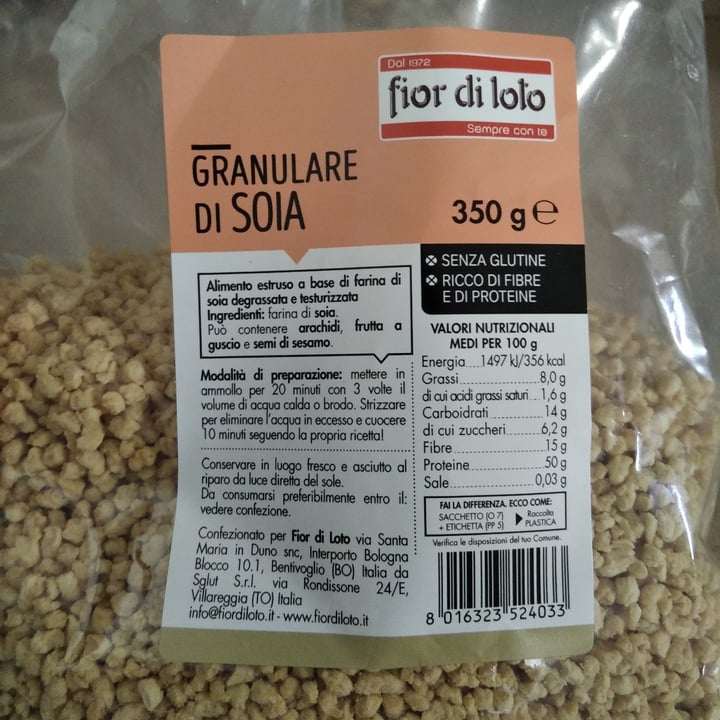 Dal 1972
fior di loto
Sempre con te
GRANULARE
DI SOIA
350 g e
SENZA GLUTINE
RICCO DI FIBRE
E DI PROTEINE
Alimento estruso a base di farina di
soia degrassata e testurizzata
Ingredienti: farina di soia.
Può contenere arachidi, frutta a
guscio e semi di sesamo.
Modalità di preparazione: mettere in
ammollo per 20 minuti con 3 volte il
volume di acqua calda o brodo. Strizzare
per eliminare l'acqua in eccesso e cuocere
10 minuti seguendo la propria ricetta!
Conservare in luogo fresco e asciutto al
riparo da luce diretta del sole.
Da consumarsi preferibilmente entro il:
vedere confezione.
Confezionato per Fior di Loto via Santa
Maria in Duno snc, Interporto Bologna
Blocco 10.1, Bentivoglio (BO) Italia da
Sglut S.r.l. via Rondissone 24/E,
Villareggia (TO) Italia
info@fiordiloto.it - www.fiordiloto.it
VALORI NUTRIZIONALI
MEDI PER 100 g
Energia....1497 kJ/356 kcal
Grassi....................8,0 g
di cui acidi grassi saturi...1,6 g
Carboidrati................14 g
di cui zuccheri............6,2 g
Fibre......................15 g
Proteine...................50 g
Sale.....................0,03 g
FAI LA DIFFERENZA. ECCO COME:
SACCHETTO (O 7)
+ ETICHETTA (PP 5)
Raccolta
PLASTICA
Verifica le disposizioni del tuo Comune.
8 016323 524033